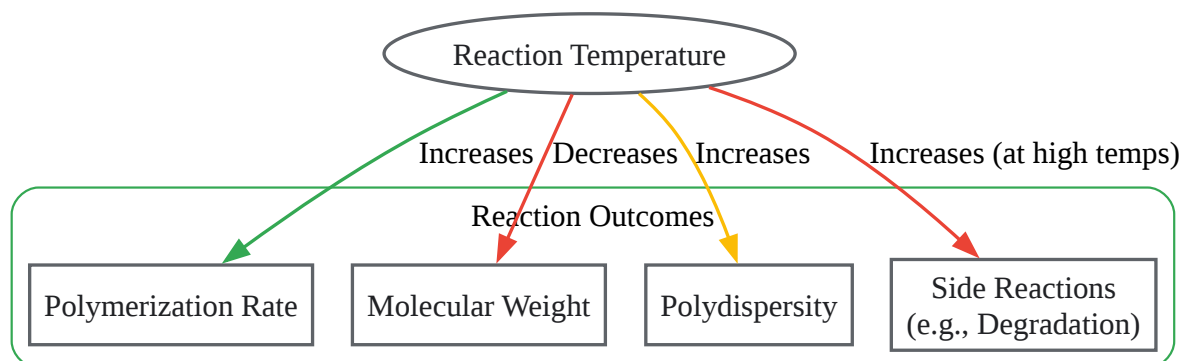 Reaction Temperature
Increases
Decreases
Increases
Increases (at high temps)
Reaction Outcomes
Polymerization Rate
Molecular Weight
Polydispersity
Side Reactions
(e.g., Degradation)